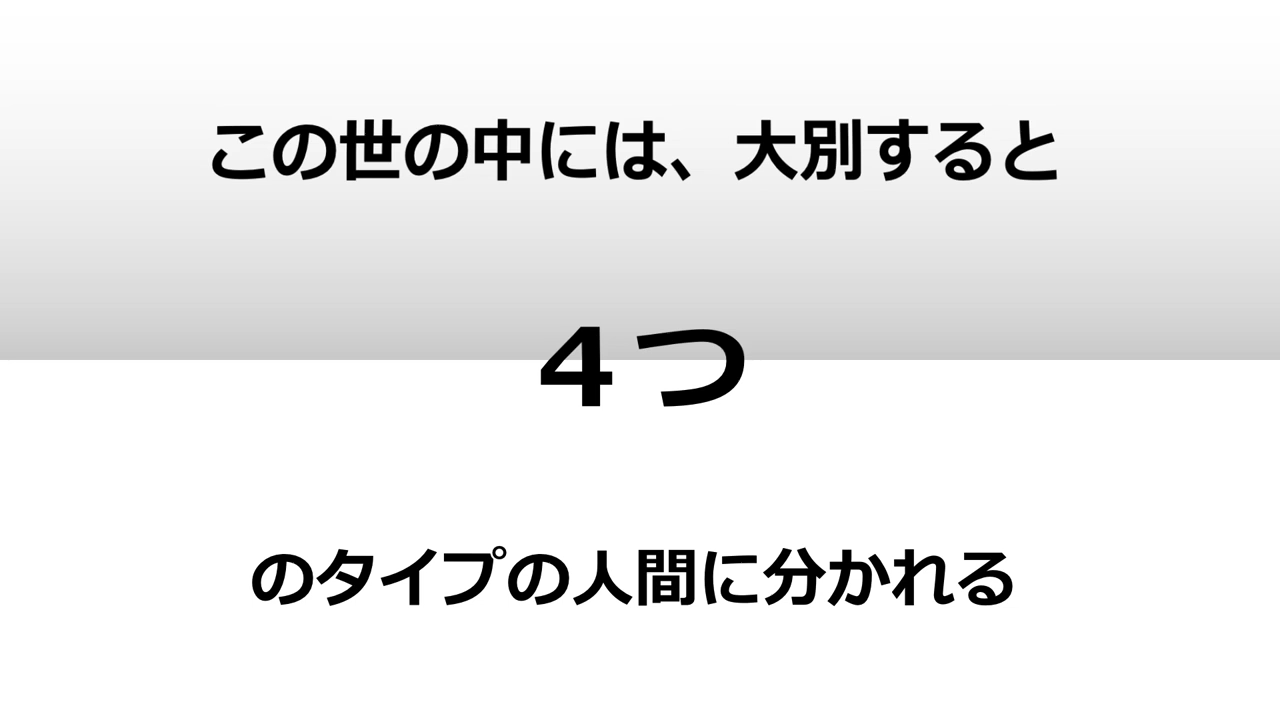 この世の中には、大別すると
４つ
のタイプの人間に分かれる